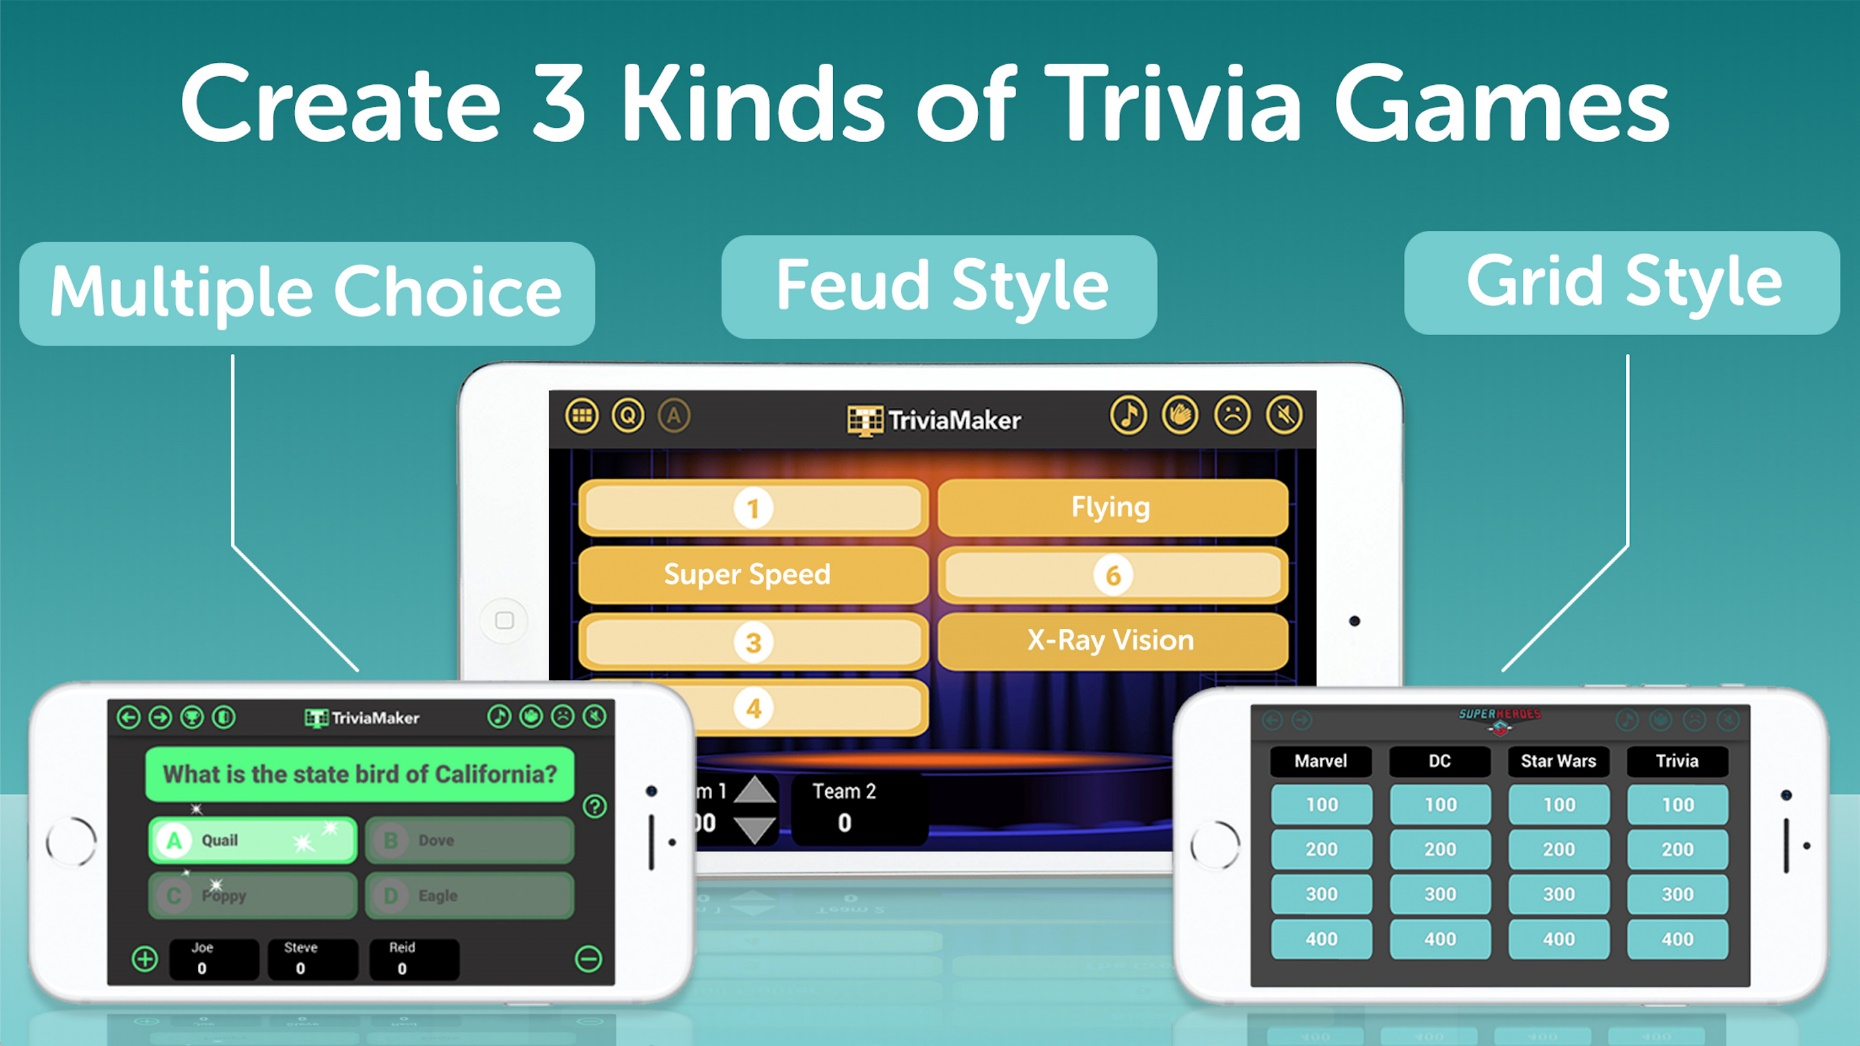 Create 3 Kinds of Trivia Games
Multiple Choice
Feud Style
Grid Style
Q
A
TriviaMaker
1
Flying
Super Speed
6
3
X-Ray Vision
4
m 1
00
Team 2
0
TriviaMaker
What is the state bird of California?
?
A Quail
B Dove
C Poppy
D Eagle
Joe
0
Steve
0
Reid
0
SUPERHEROES
Marvel DC Star Wars Trivia
100 100 100 100
200 200 200 200
300 300 300 300
400 400 400 400